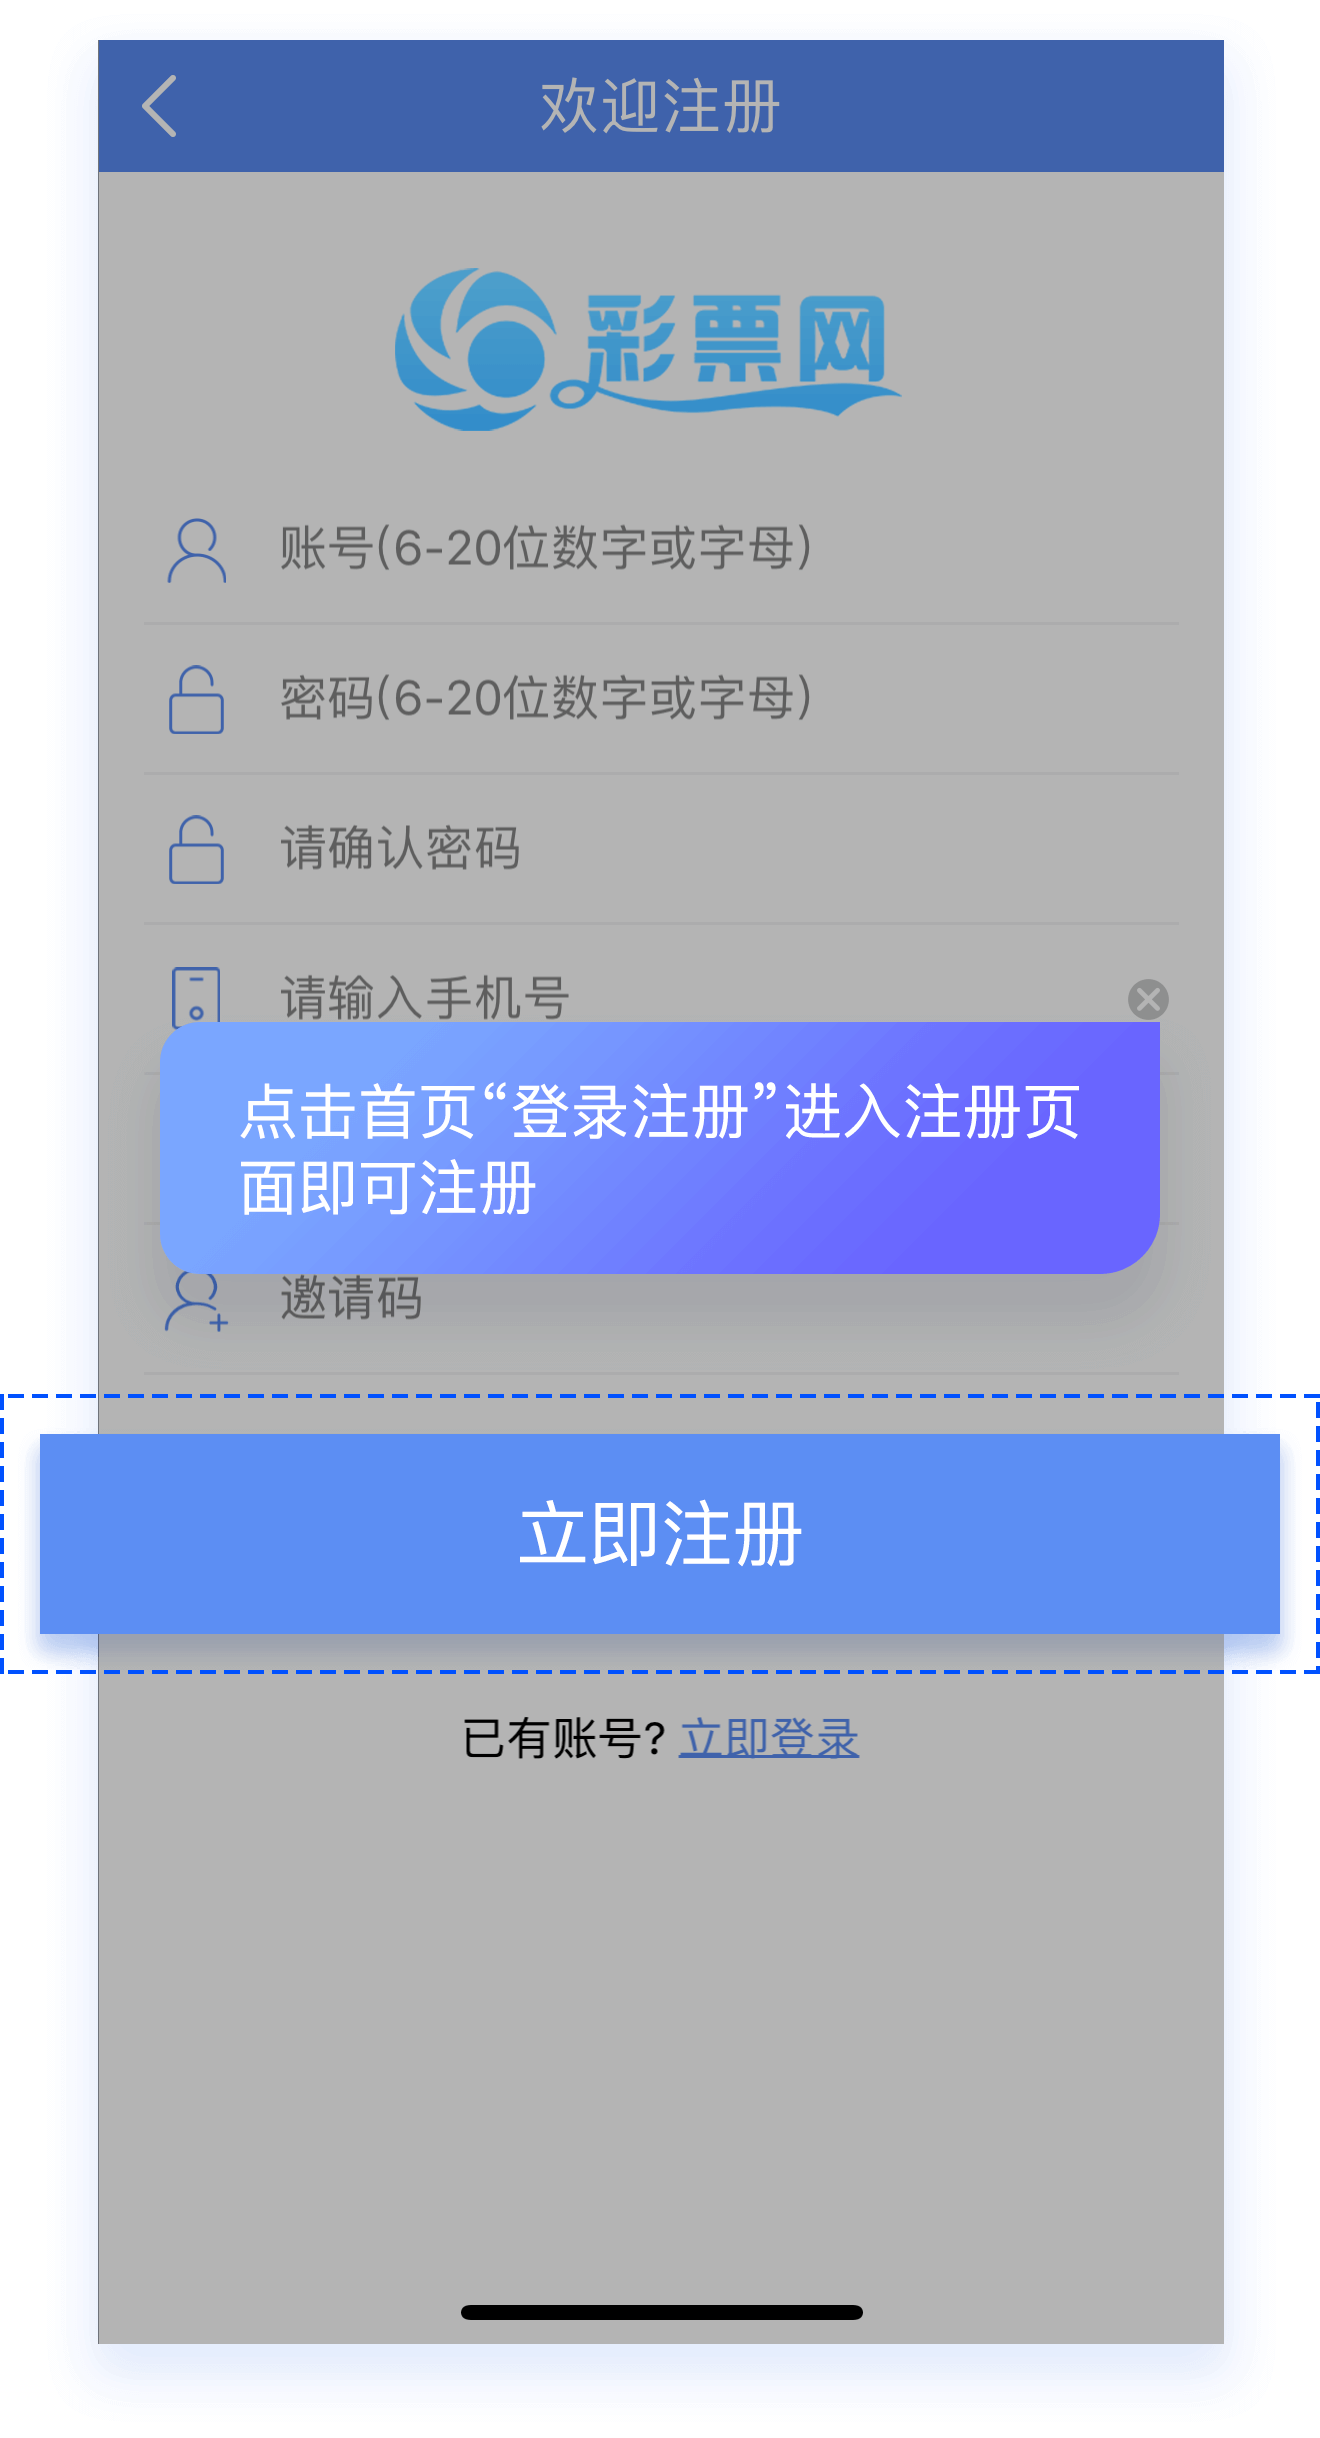 欢迎注册
彩票网
账号(6-20位数字或字母)
密码(6-20位数字或字母)
请确认密码
请输入手机号
点击首页“登录注册”进入注册页
面即可注册
邀请码
立即注册
已有账号? 立即登录